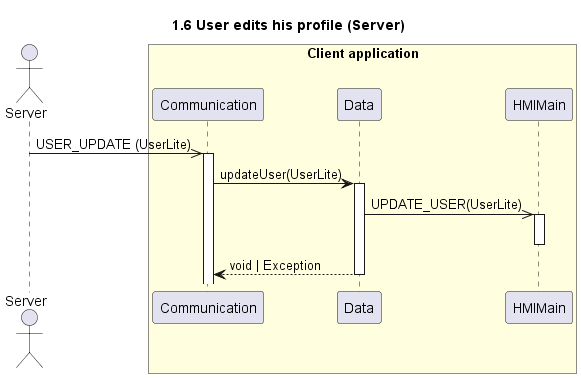 1.6 User edits his profile (Server)
Client application
Server
Communication
Data
HMIMain
USER_UPDATE (UserLite)
updateUser(UserLite)
UPDATE_USER(UserLite)
void | Exception
Server
Communication
Data
HMIMain